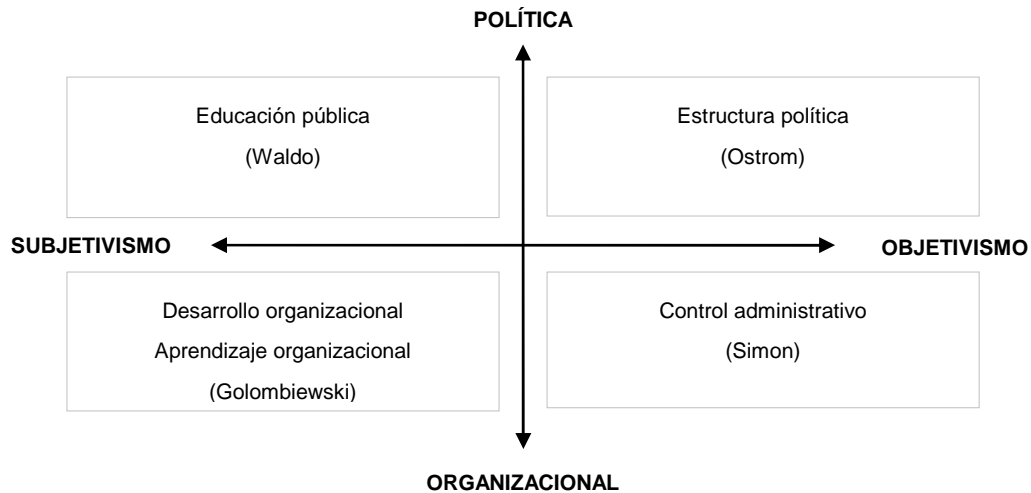 POLÍTICA
Educación pública
(Waldo)
Estructura política
(Ostrom)
SUBJETIVISMO
OBJETIVISMO
Desarrollo organizacional
Aprendizaje organizacional
(Golombiewski)
Control administrativo
(Simon)
ORGANIZACIONAL